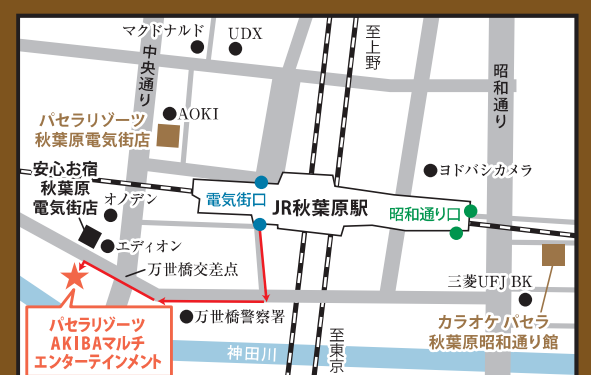 マクドナルド
UDX
至上野
中央通り
昭和通り
AOKI
パセラリゾーツ
秋葉原電気街店
安心お宿
秋葉原
電気街店
オノデン
エディオン
電気街口
JR秋葉原駅
昭和通り口
ヨドバシカメラ
万世橋交差点
三菱UFJ BK
万世橋警察署
カラオケ パセラ
秋葉原昭和通り館
パセラリゾーツ
AKIBAマルチ
エンターテインメント
神田川
至東京